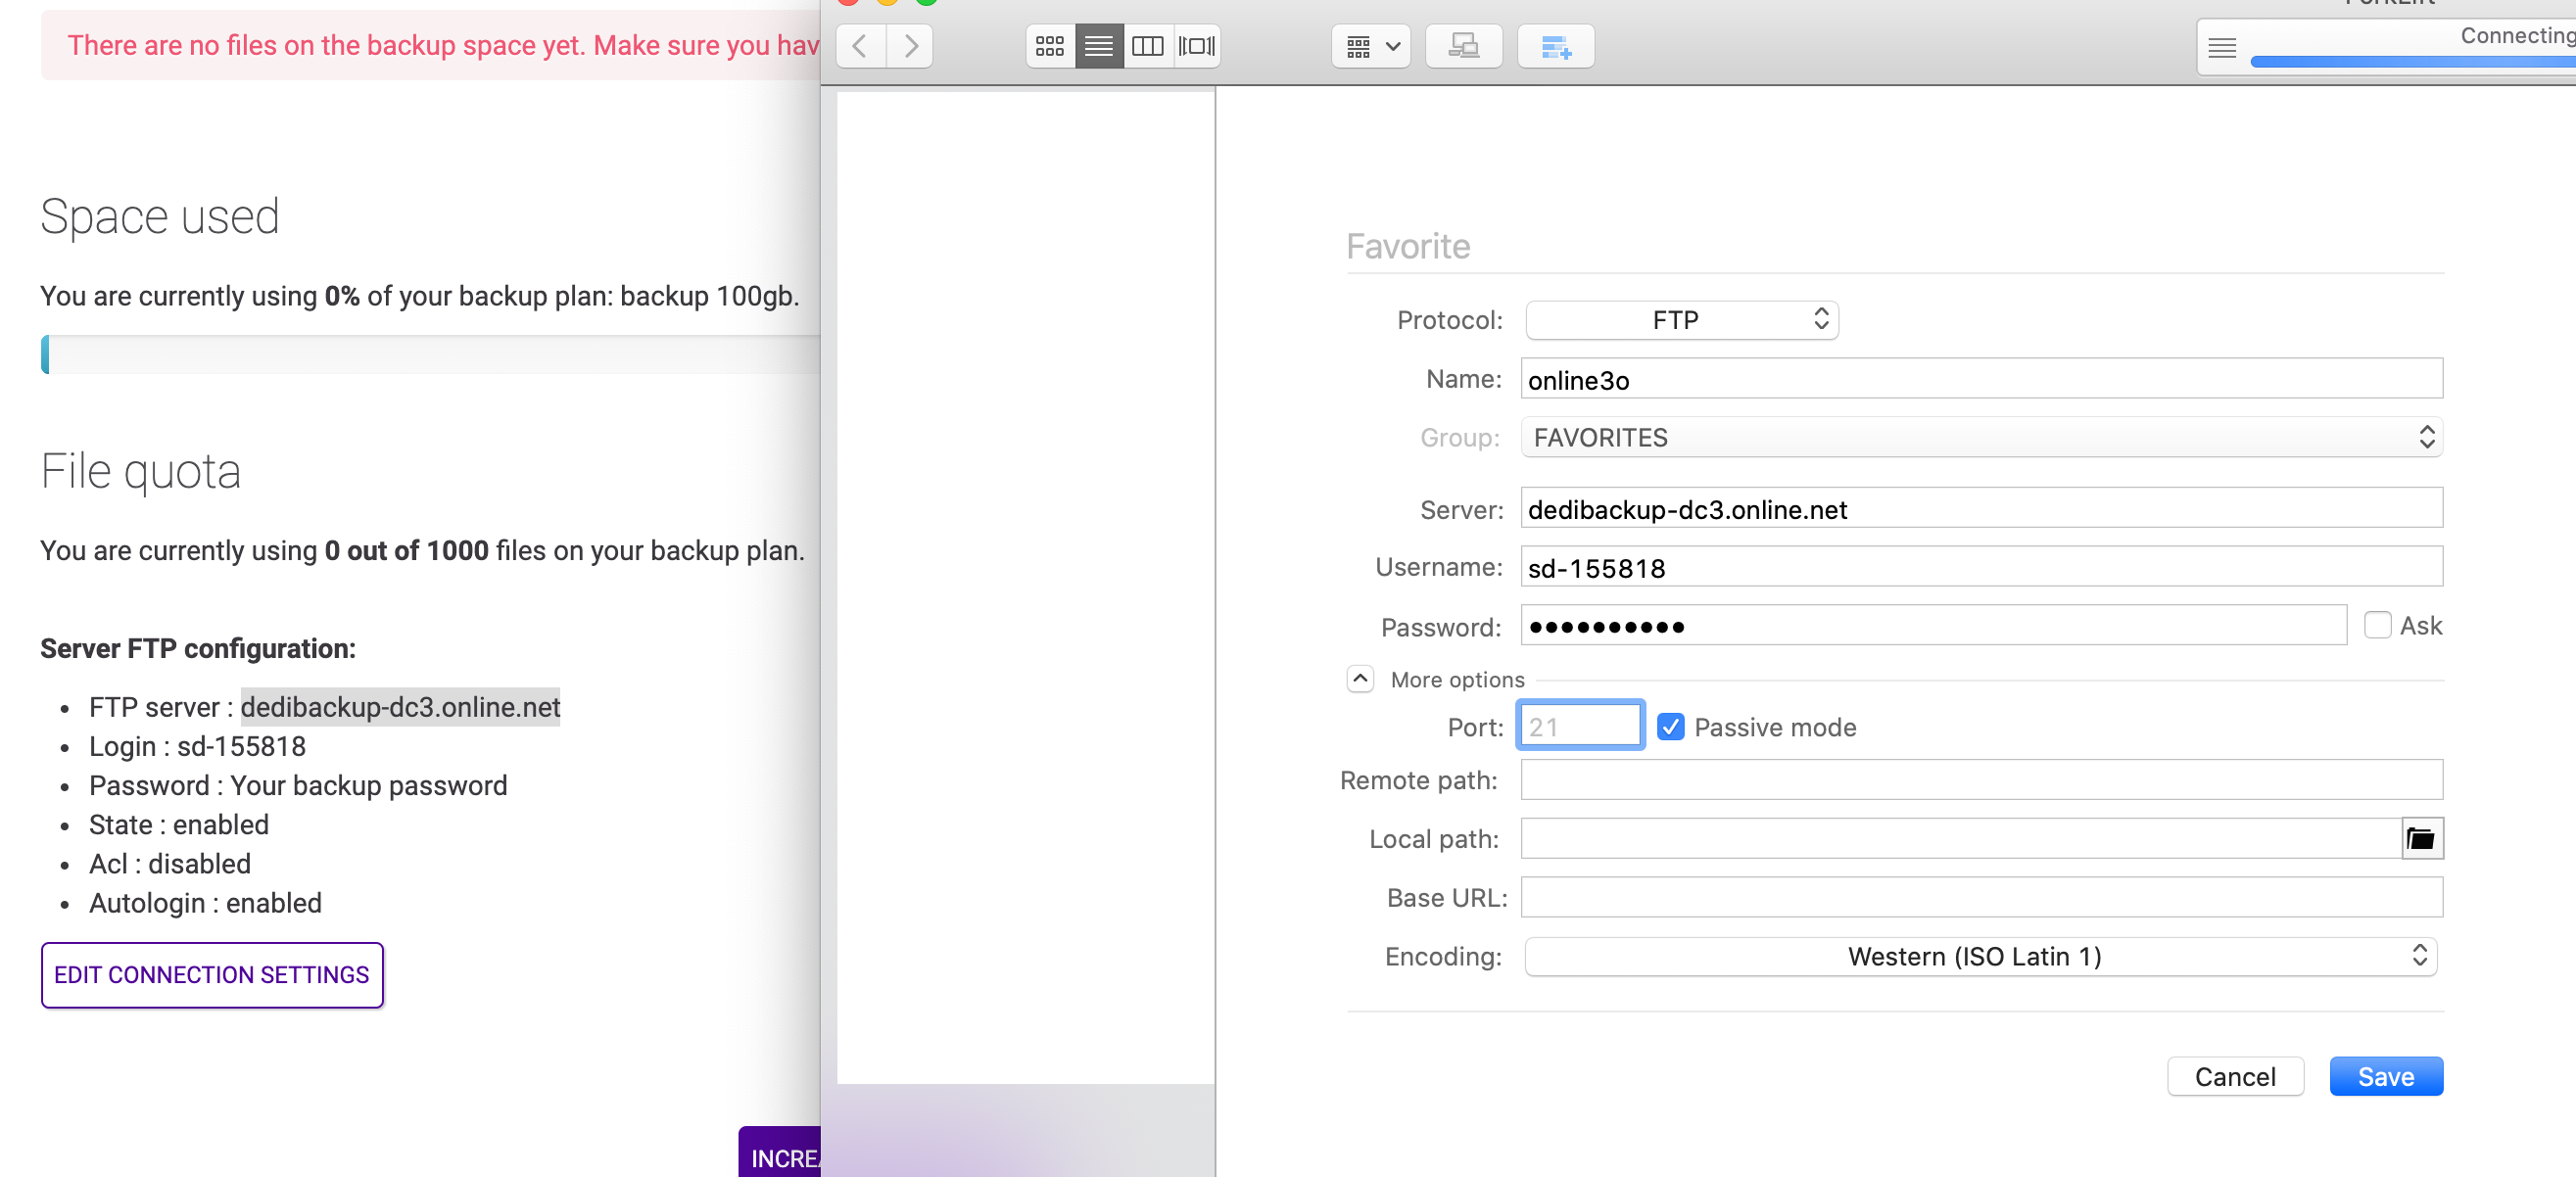 There are no files on the backup space yet. Make sure you hav
Space used
You are currently using 0% of your backup plan: backup 100gb.
File quota
You are currently using 0 out of 1000 files on your backup plan.
Server FTP configuration:
• FTP server : dedibackup-dc3.online.net
• Login : sd-155818
• Password : Your backup password
• State : enabled
• Acl : disabled
• Autologin : enabled
EDIT CONNECTION SETTINGS
INCREA
ForkLift
Connecting
Favorite
Protocol: FTP
Name: online3o
Group: FAVORITES
Server: dedibackup-dc3.online.net
Username: sd-155818
Password: ●●●●●●●●●● Ask
More options
Port: 21 Passive mode
Remote path:
Local path:
Base URL:
Encoding: Western (ISO Latin 1)
Cancel Save